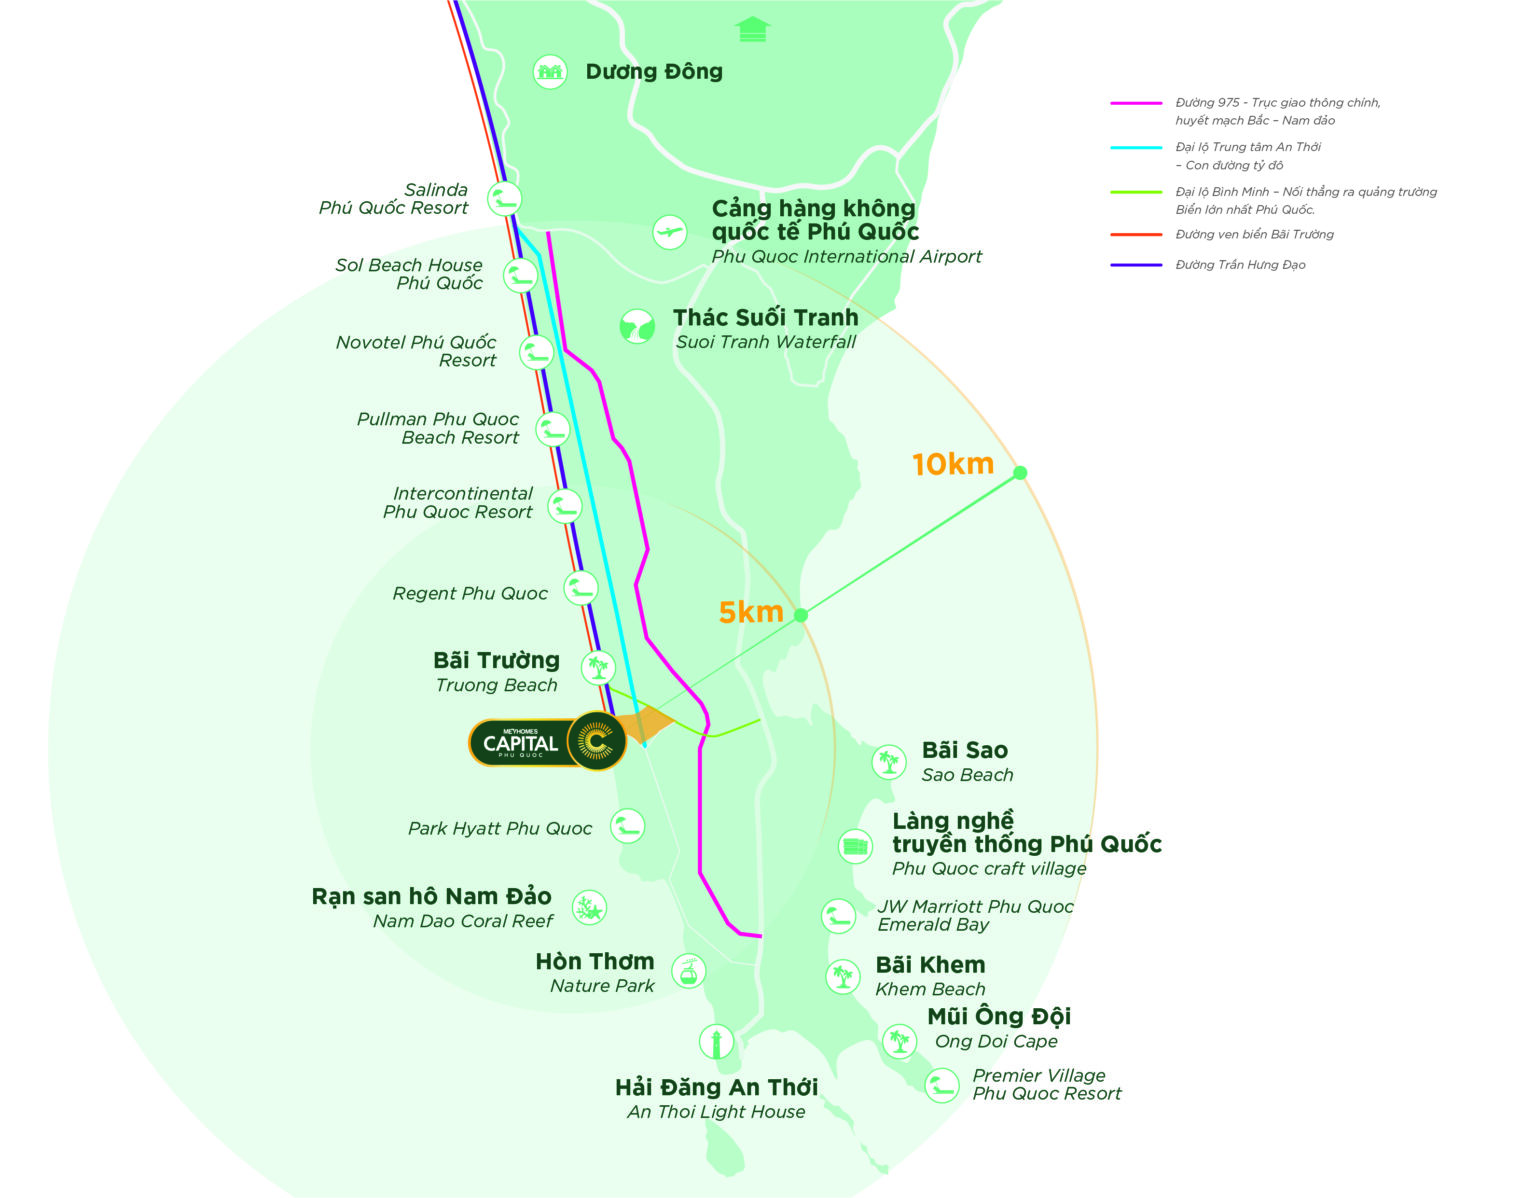 Dương Đông
Đường 975 - Trục giao thông chính,
huyết mạch Bắc – Nam đảo
Đại lộ Trung tâm An Thới
– Con đường tỷ đô
Đại lộ Bình Minh – Nối thẳng ra quảng trường
Biển lớn nhất Phú Quốc.
Đường ven biển Bãi Trường
Đường Trần Hưng Đạo
Salinda
Phú Quốc Resort
Cảng hàng không
quốc tế Phú Quốc
Phu Quoc International Airport
Sol Beach House
Phú Quốc
Thác Suối Tranh
Suoi Tranh Waterfall
Novotel Phú Quốc
Resort
Pullman Phu Quoc
Beach Resort
10km
Intercontinental
Phu Quoc Resort
Regent Phu Quoc
5km
Bãi Trường
Truong Beach
MEYHOMES
CAPITAL
PHU QUOC
Bãi Sao
Sao Beach
Park Hyatt Phu Quoc
Làng nghề
truyền thống Phú Quốc
Phu Quoc craft village
Rạn san hô Nam Đảo
Nam Dao Coral Reef
JW Marriott Phu Quoc
Emerald Bay
Hòn Thơm
Nature Park
Bãi Khem
Khem Beach
Mũi Ông Đội
Ong Doi Cape
Hải Đăng An Thới
An Thoi Light House
Premier Village
Phu Quoc Resort